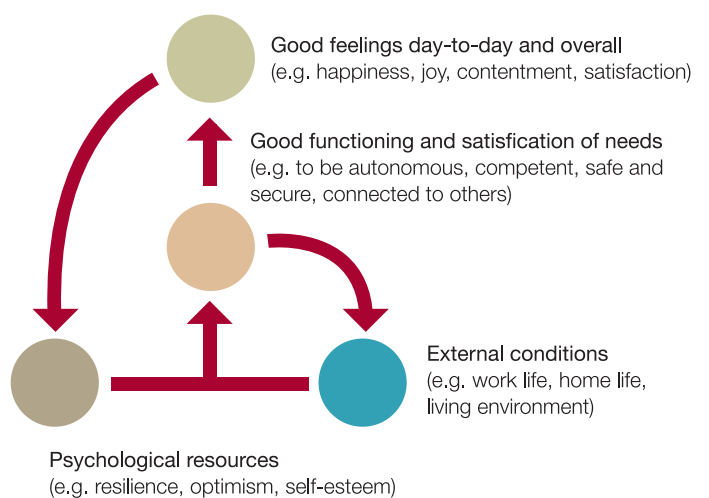 Good feelings day-to-day and overall
(e.g. happiness, joy, contentment, satisfaction)
Good functioning and satisfication of needs
(e.g. to be autonomous, competent, safe and
secure, connected to others)
External conditions
(e.g. work life, home life,
living environment)
Psychological resources
(e.g. resilience, optimism, self-esteem)